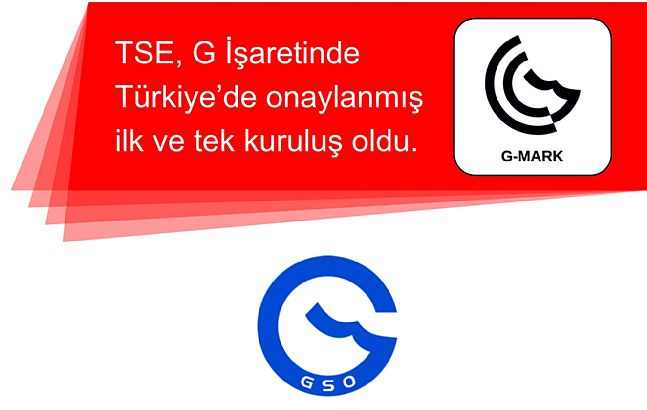 TSE, G İşaretinde
Türkiye’de onaylanmış
ilk ve tek kuruluş oldu.
G-MARK
GSO